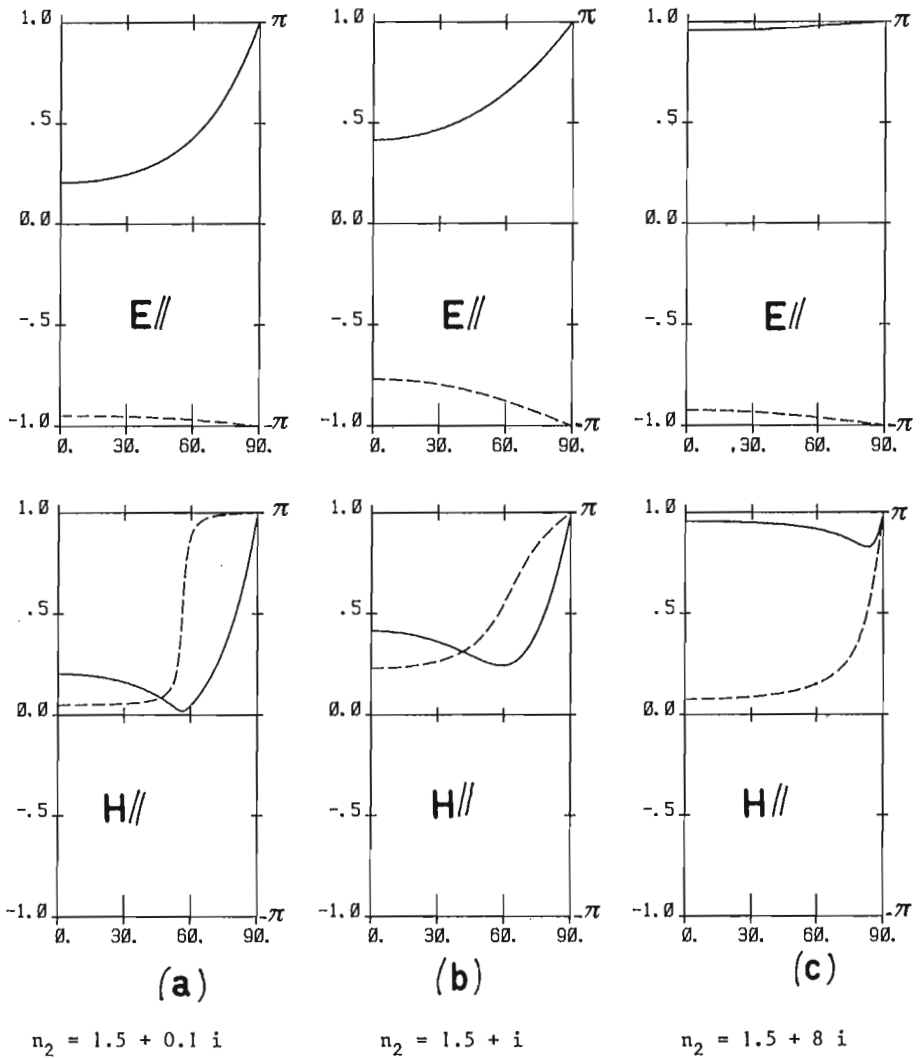 1.0 π 1.0 π 1.0 π
.5 .5 .5
0.0 0.0 0.0
E// E// E//
-.5 -.5 -.5
-1.0 -π -1.0 -π -1.0 -π
0. 30. 60. 90. 0. 30. 60. 90. 0. ,30. 60. 90.
1.0 π 1.0 π 1.0 π
.5 .5 .5
0.0 0.0 0.0
H// H// H//
-.5 -.5 -.5
-1.0 -π -1.0 -π -1.0 -π
0. 30. 60. 90. 0. 30. 60. 90. 0. 30. 60. 90.
(a) (b) (c)
n₂ = 1.5 + 0.1 i n₂ = 1.5 + i n₂ = 1.5 + 8 i